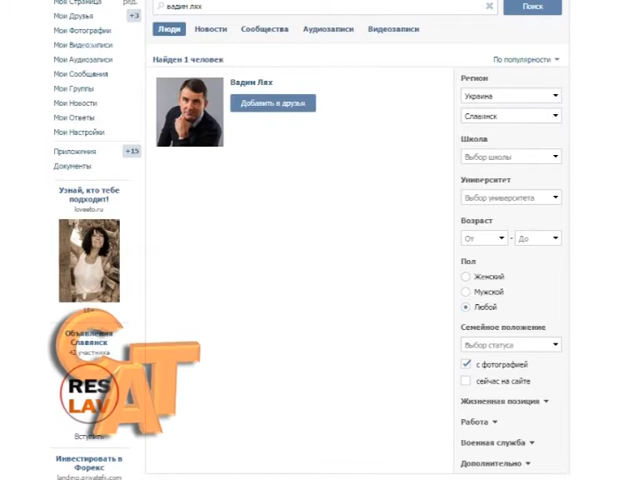 Моя Страница
ред.
Мои Друзья
+3
Мои Фотографии
Мои Видеозаписи
Мои Аудиозаписи
Мои Сообщения
Мои Группы
Мои Новости
Мои Ответы
Мои Настройки
Приложения
+15
Документы
Узнай, кто тебе
подходит!
loveeto.ru
18+
Объявления
Славянск
участника
Вступить
Инвестировать в
Форекс
CAT
RES
LAV
вадим лях
Поиск
Люди
Новости
Сообщества
Аудиозаписи
Видеозаписи
Найден 1 человек
По популярности
Вадим Лях
Добавить в друзья
Регион
Украина
Славянск
Школа
Выбор школы
Университет
Выбор университета
Возраст
От
-
До
Пол
Женский
Мужской
Любой
Семейное положение
Выбор статуса
с фотографией
сейчас на сайте
Жизненная позиция
Работа
Военная служба
Дополнительно